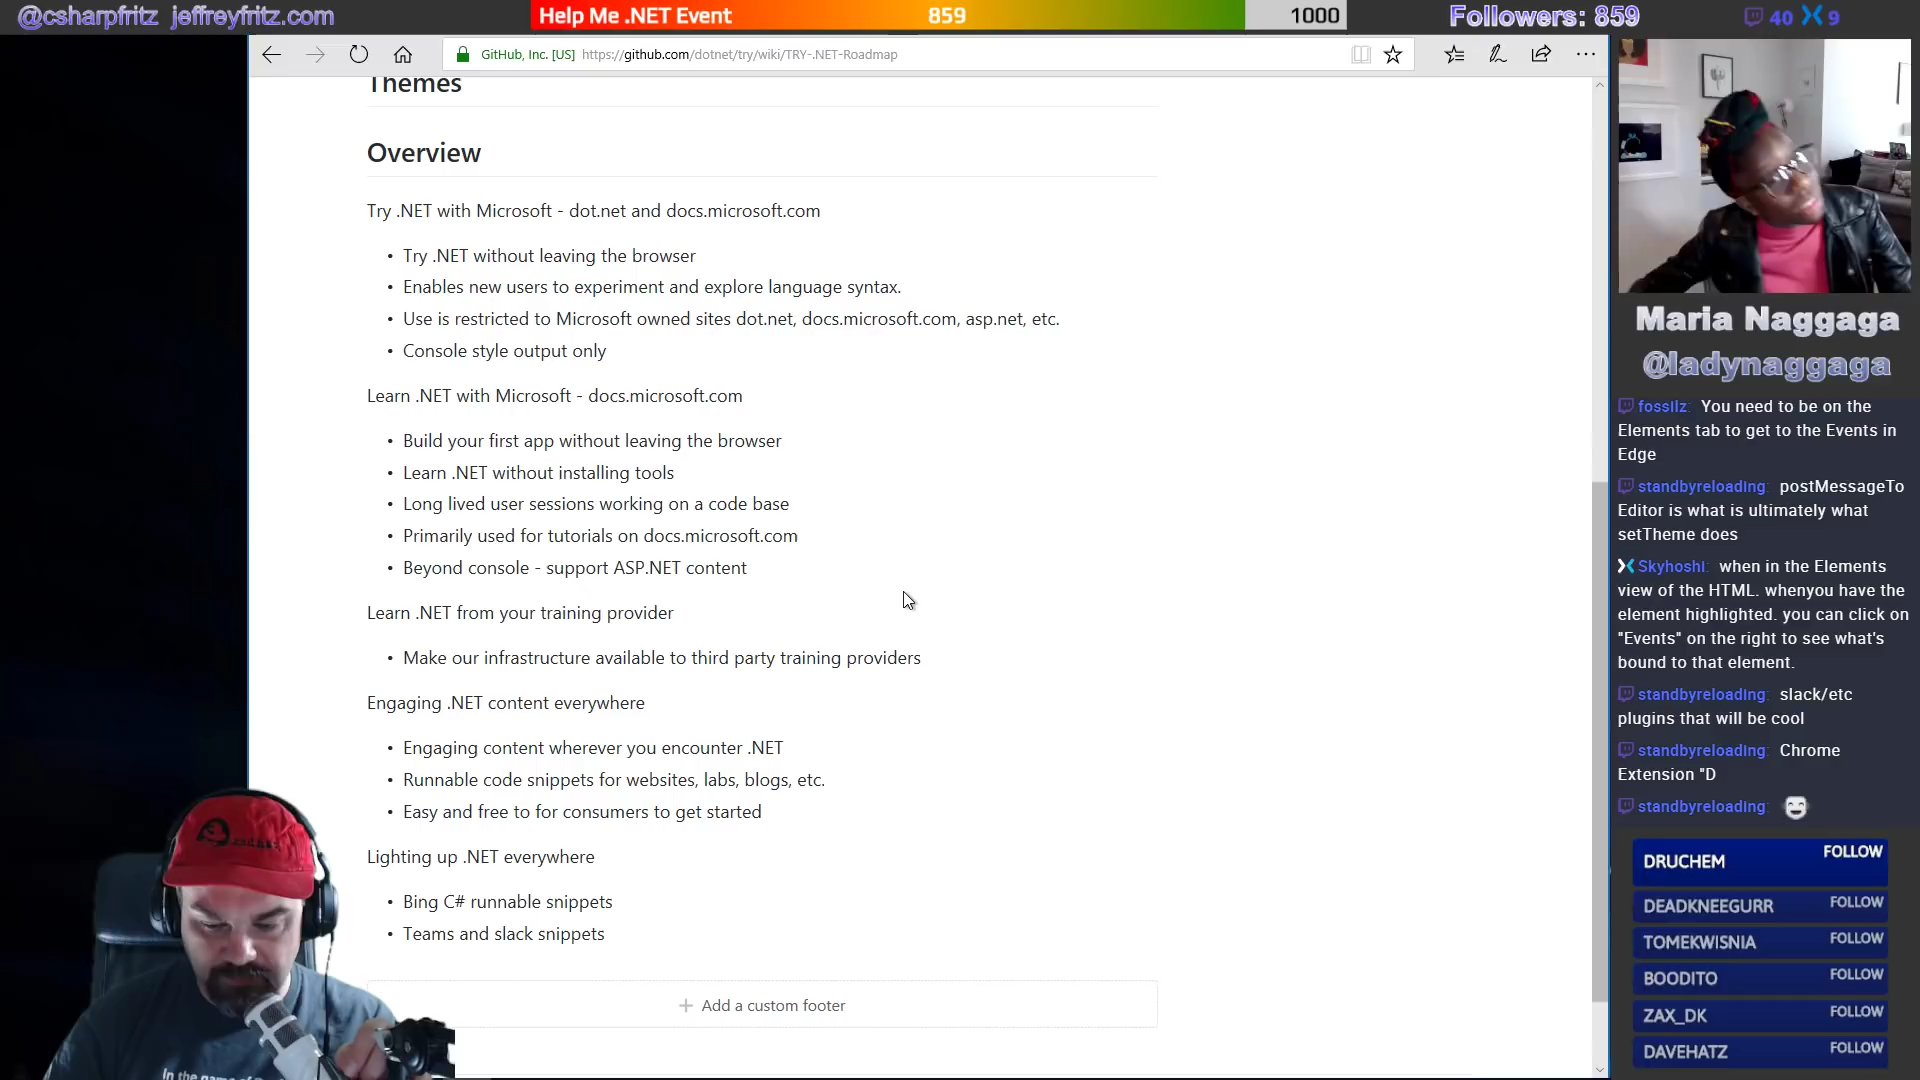 @csharpfritz jeffreyfritz.com
Help Me .NET Event 859 1000
Followers: 859
40 9
GitHub, Inc. [US] https://github.com/dotnet/try/wiki/TRY-.NET-Roadmap
Themes
Overview
Try .NET with Microsoft - dot.net and docs.microsoft.com
• Try .NET without leaving the browser
• Enables new users to experiment and explore language syntax.
• Use is restricted to Microsoft owned sites dot.net, docs.microsoft.com, asp.net, etc.
• Console style output only
Learn .NET with Microsoft - docs.microsoft.com
• Build your first app without leaving the browser
• Learn .NET without installing tools
• Long lived user sessions working on a code base
• Primarily used for tutorials on docs.microsoft.com
• Beyond console - support ASP.NET content
Learn .NET from your training provider
• Make our infrastructure available to third party training providers
Engaging .NET content everywhere
• Engaging content wherever you encounter .NET
• Runnable code snippets for websites, labs, blogs, etc.
• Easy and free to for consumers to get started
Lighting up .NET everywhere
• Bing C# runnable snippets
• Teams and slack snippets
Add a custom footer
Maria Naggaga
@ladynaggaga
fossilz: You need to be on the
Elements tab to get to the Events in
Edge
standbyreloading: postMessageTo
Editor is what is ultimately what
setTheme does
Skyhoshi: when in the Elements
view of the HTML. whenyou have the
element highlighted. you can click on
"Events" on the right to see what's
bound to that element.
standbyreloading: slack/etc
plugins that will be cool
standbyreloading: Chrome
Extension "D
standbyreloading:
DRUCHEM FOLLOW
DEADKNEEGURR FOLLOW
TOMEKWISNIA FOLLOW
BOODITO FOLLOW
ZAX_DK FOLLOW
DAVEHATZ FOLLOW
In the game of